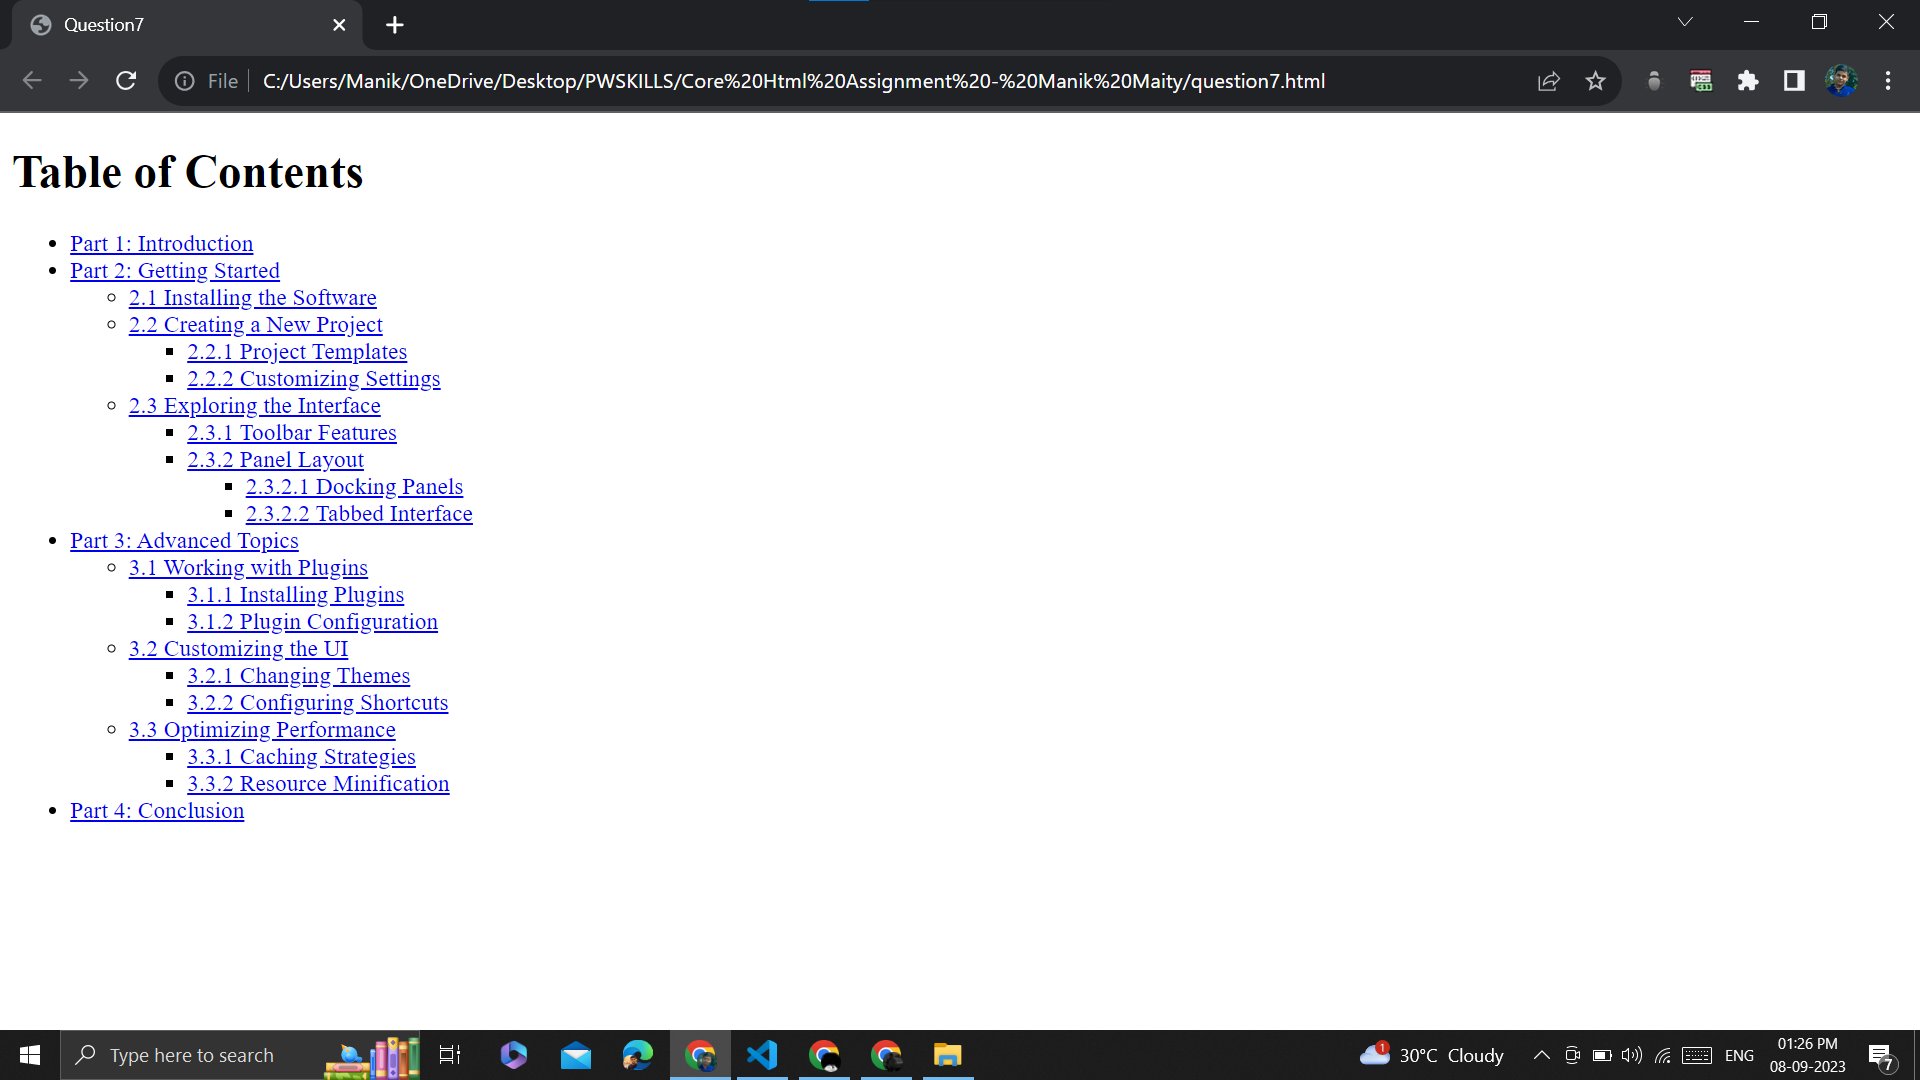 Question7
File
C:/Users/Manik/OneDrive/Desktop/PWSKILLS/Core%20Html%20Assignment%20-%20Manik%20Maity/question7.html
Table of Contents
Part 1: Introduction
Part 2: Getting Started
2.1 Installing the Software
2.2 Creating a New Project
2.2.1 Project Templates
2.2.2 Customizing Settings
2.3 Exploring the Interface
2.3.1 Toolbar Features
2.3.2 Panel Layout
2.3.2.1 Docking Panels
2.3.2.2 Tabbed Interface
Part 3: Advanced Topics
3.1 Working with Plugins
3.1.1 Installing Plugins
3.1.2 Plugin Configuration
3.2 Customizing the UI
3.2.1 Changing Themes
3.2.2 Configuring Shortcuts
3.3 Optimizing Performance
3.3.1 Caching Strategies
3.3.2 Resource Minification
Part 4: Conclusion
Type here to search
1
30°C Cloudy
ENG
01:26 PM
08-09-2023
7